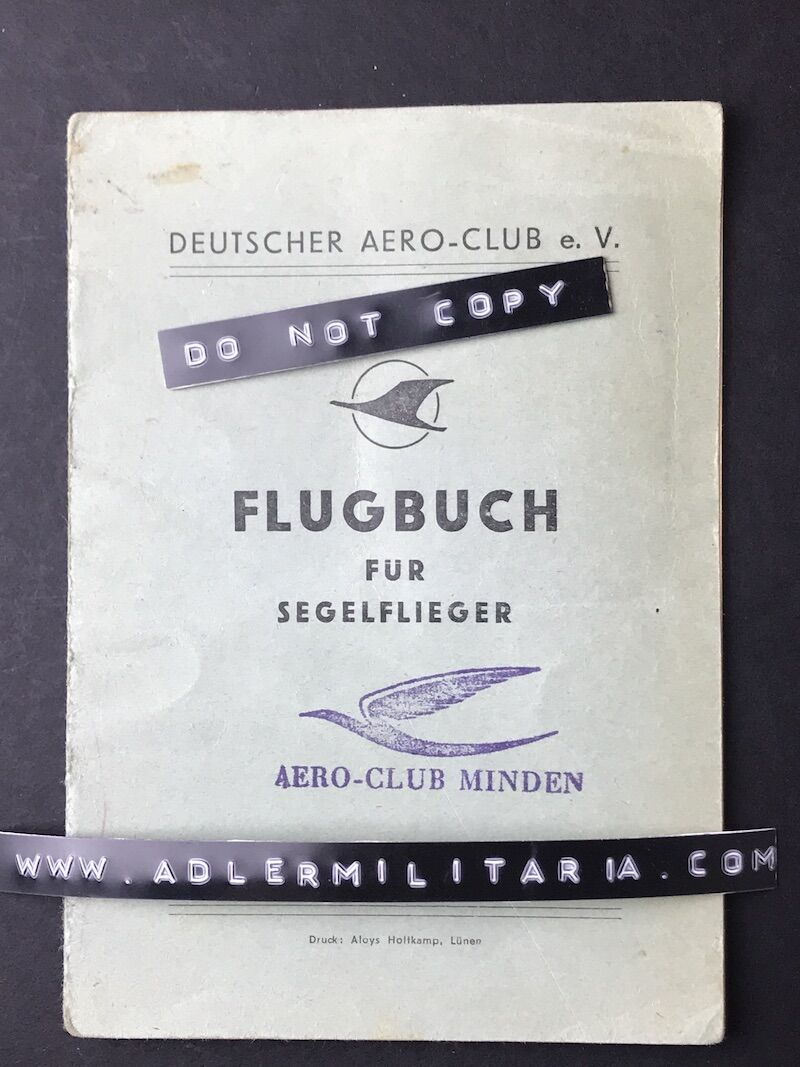 DEUTSCHER AERO-CLUB e. V.
DO NOT COPY
FLUGBUCH
FÜR
SEGELFLIEGER
AERO-CLUB MINDEN
WWW.ADLERMILITARIA.COM
Druck: Aloys Holtkamp, Lünen